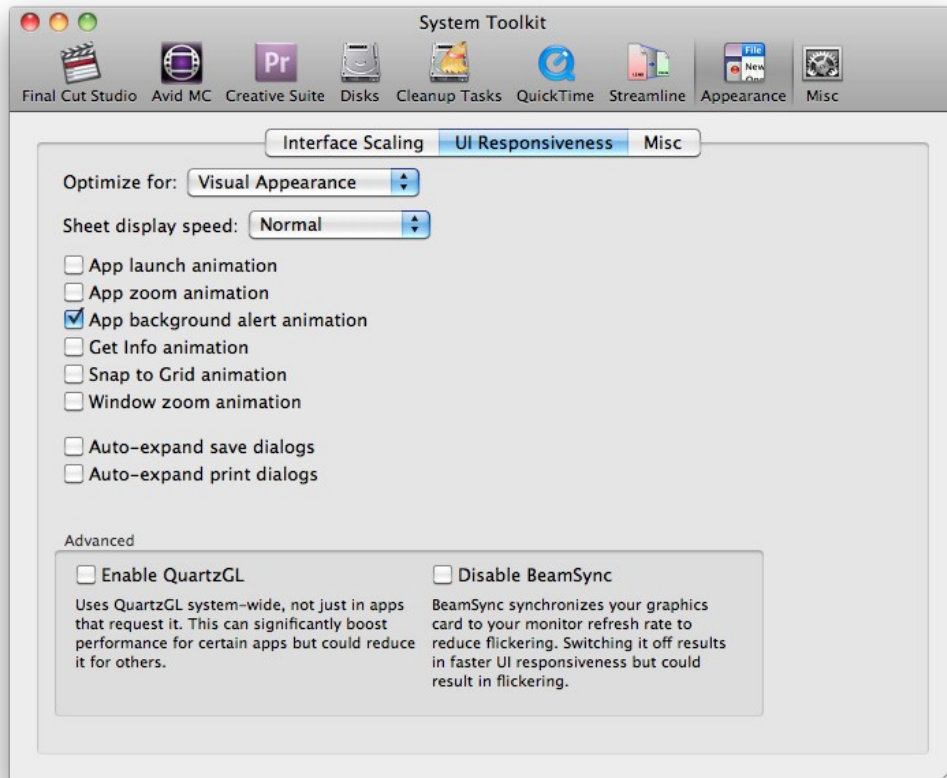 System Toolkit
Pr
File
New
Final Cut Studio Avid MC Creative Suite Disks Cleanup Tasks QuickTime Streamline Appearance Misc
Interface Scaling UI Responsiveness Misc
Optimize for: Visual Appearance
Sheet display speed: Normal
App launch animation
App zoom animation
App background alert animation
Get Info animation
Snap to Grid animation
Window zoom animation
Auto-expand save dialogs
Auto-expand print dialogs
Advanced
Enable QuartzGL
Uses QuartzGL system-wide, not just in apps
that request it. This can significantly boost
performance for certain apps but could reduce
it for others.
Disable BeamSync
BeamSync synchronizes your graphics
card to your monitor refresh rate to
reduce flickering. Switching it off results
in faster UI responsiveness but could
result in flickering.